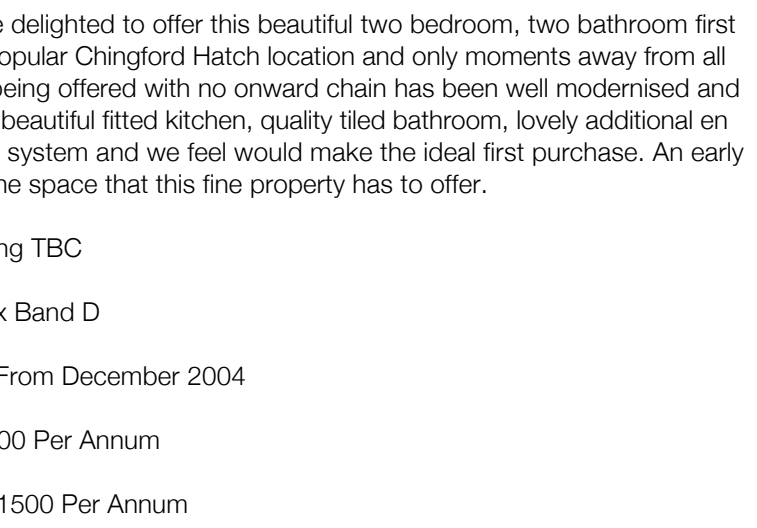 delighted to offer this beautiful two bedroom, two bathroom first
opular Chingford Hatch location and only moments away from all
being offered with no onward chain has been well modernised and
beautiful fitted kitchen, quality tiled bathroom, lovely additional en
system and we feel would make the ideal first purchase. An early
he space that this fine property has to offer.
ng TBC
x Band D
From December 2004
00 Per Annum
1500 Per Annum